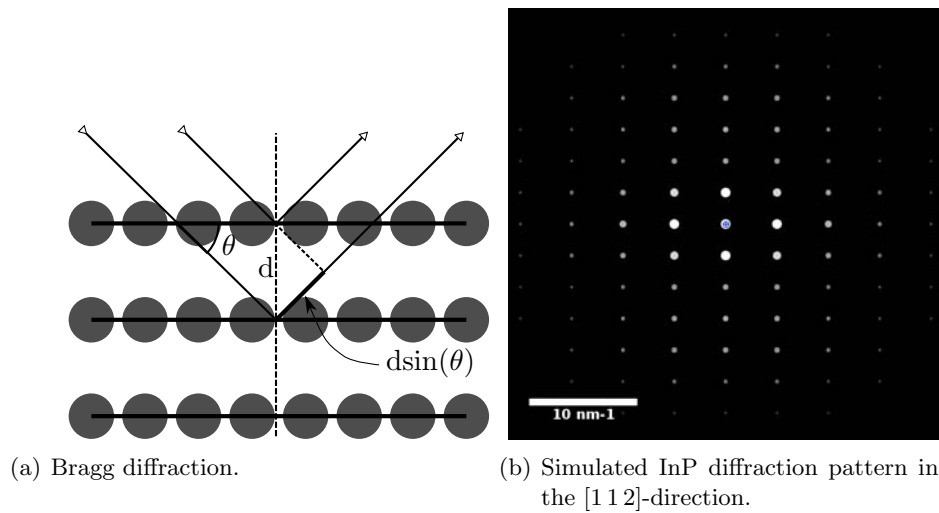 θ
d
dsin(θ)
10 nm-1
(a) Bragg diffraction.
(b) Simulated InP diffraction pattern in
the [1 1 2]-direction.